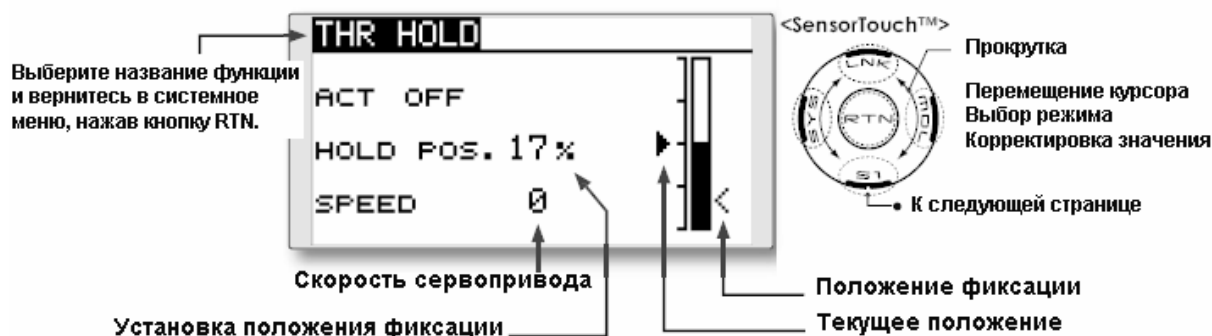 Выберите название функции
и вернитесь в системное
меню, нажав кнопку RTN.
THR HOLD
ACT OFF
HOLD POS. 17%
SPEED 0
<
Скорость сервопривода
Установка положения фиксации
<SensorTouch™>
LNK
SYS
RTN
MDL
S1
Прокрутка
Перемещение курсора
Выбор режима
Корректировка значения
• К следующей странице
Положение фиксации
Текущее положение